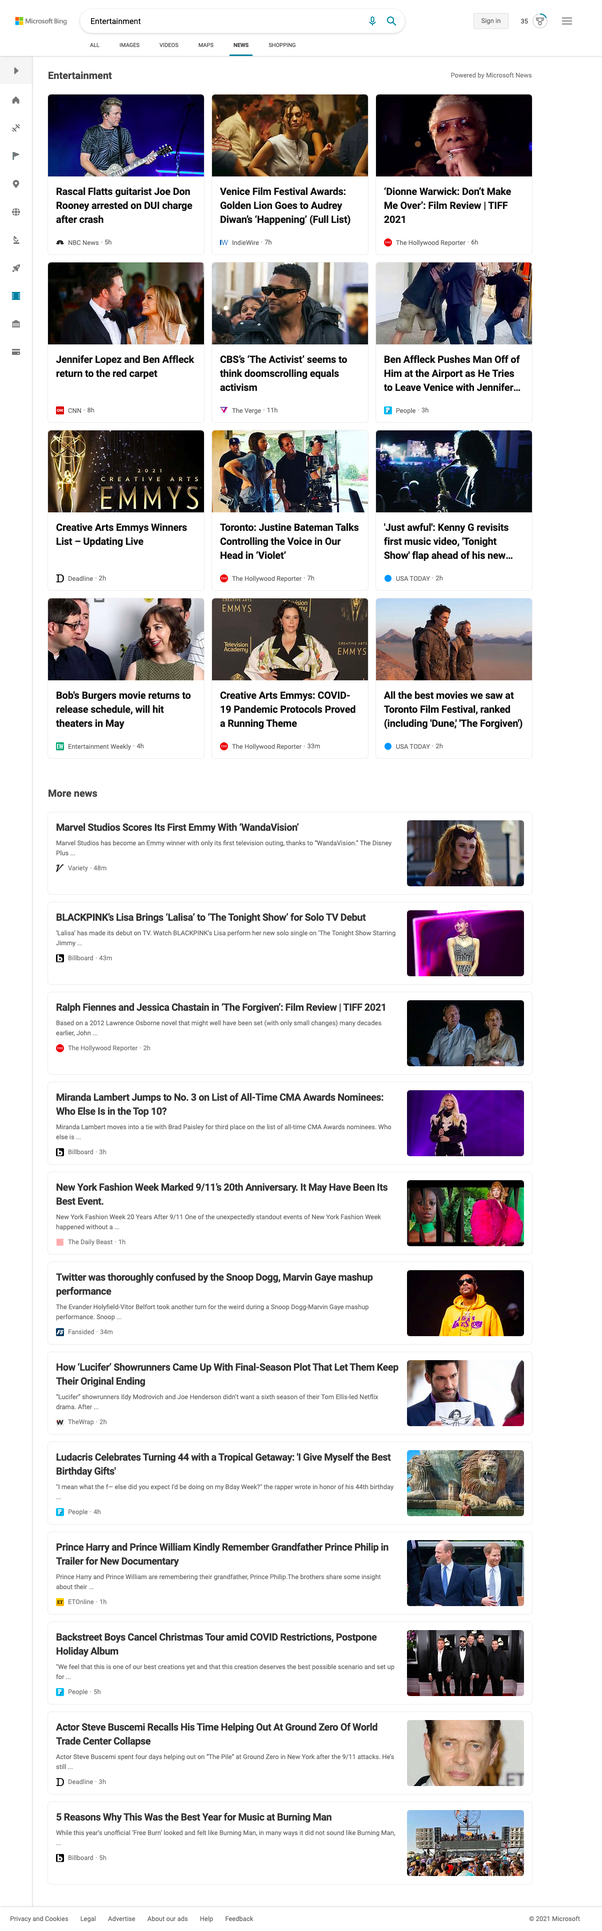 Microsoft Bing
Entertainment
Sign in
35
ALL
IMAGES
VIDEOS
MAPS
NEWS
SHOPPING
Entertainment
Powered by Microsoft News
Rascal Flatts guitarist Joe Don
Rooney arrested on DUI charge
after crash
NBC News · 5h
Venice Film Festival Awards:
Golden Lion Goes to Audrey
Diwan's ‘Happening’ (Full List)
IndieWire · 7h
‘Dionne Warwick: Don’t Make
Me Over’: Film Review | TIFF
2021
The Hollywood Reporter · 6h
Jennifer Lopez and Ben Affleck
return to the red carpet
CNN · 8h
CBS’s ‘The Activist’ seems to
think doomscrolling equals
activism
The Verge · 11h
Ben Affleck Pushes Man Off of
Him at the Airport as He Tries
to Leave Venice with Jennifer...
People · 3h
2021
CREATIVE ARTS
EMMYS
Creative Arts Emmys Winners
List – Updating Live
Deadline · 2h
Toronto: Justine Bateman Talks
Controlling the Voice in Our
Head in ‘Violet’
The Hollywood Reporter · 7h
'Just awful': Kenny G revisits
first music video, 'Tonight
Show' flap ahead of his new...
USA TODAY · 2h
Bob's Burgers movie returns to
release schedule, will hit
theaters in May
Entertainment Weekly · 4h
EMMYS
Television
Academy
EMMYS
Creative Arts Emmys: COVID-
19 Pandemic Protocols Proved
a Running Theme
The Hollywood Reporter · 33m
All the best movies we saw at
Toronto Film Festival, ranked
(including 'Dune,' 'The Forgiven')
USA TODAY · 2h
More news
Marvel Studios Scores Its First Emmy With ‘WandaVision’
Marvel Studios has become an Emmy winner with only its first television outing, thanks to “WandaVision.” The Disney
Plus ...
Variety · 48m
BLACKPINK's Lisa Brings ‘Lalisa’ to ‘The Tonight Show’ for Solo TV Debut
‘Lalisa’ has made its debut on TV. Watch BLACKPINK's Lisa perform her new solo single on ‘The Tonight Show Starring
Jimmy ...
Billboard · 43m
Ralph Fiennes and Jessica Chastain in ‘The Forgiven’: Film Review | TIFF 2021
Based on a 2012 Lawrence Osborne novel that might well have been set (with only small changes) many decades
earlier, John ...
The Hollywood Reporter · 2h
Miranda Lambert Jumps to No. 3 on List of All-Time CMA Awards Nominees:
Who Else Is in the Top 10?
Miranda Lambert moves into a tie with Brad Paisley for third place on the list of all-time CMA Awards nominees. Who
else is ...
Billboard · 3h
New York Fashion Week Marked 9/11’s 20th Anniversary. It May Have Been Its
Best Event.
New York Fashion Week 20 Years After 9/11 One of the unexpectedly standout events of New York Fashion Week
happened without a ...
The Daily Beast · 1h
Twitter was thoroughly confused by the Snoop Dogg, Marvin Gaye mashup
performance
The Evander Holyfield-Vitor Belfort took another turn for the weird during a Snoop Dogg-Marvin Gaye mashup
performance. Snoop ...
Fansided · 34m
How ‘Lucifer’ Showrunners Came Up With Final-Season Plot That Let Them Keep
Their Original Ending
“Lucifer” showrunners Ildy Modrovich and Joe Henderson didn’t want a sixth season of their Tom Ellis-led Netflix
drama. After ...
TheWrap · 2h
Ludacris Celebrates Turning 44 with a Tropical Getaway: 'I Give Myself the Best
Birthday Gifts'
"I mean what the f— else did you expect I'd be doing on my Bday Week?" the rapper wrote in honor of his 44th birthday
...
People · 4h
Prince Harry and Prince William Kindly Remember Grandfather Prince Philip in
Trailer for New Documentary
Prince Harry and Prince William are remembering their grandfather, Prince Philip.The brothers share some insight
about their ...
ETOnline · 1h
Backstreet Boys Cancel Christmas Tour amid COVID Restrictions, Postpone
Holiday Album
"We feel that this is one of our best creations yet and that this creation deserves the best possible scenario and set up
for ...
People · 5h
Actor Steve Buscemi Recalls His Time Helping Out At Ground Zero Of World
Trade Center Collapse
Actor Steve Buscemi spent four days helping out on “The Pile” at Ground Zero in New York after the 9/11 attacks. He’s
still ...
Deadline · 3h
5 Reasons Why This Was the Best Year for Music at Burning Man
While this year's unofficial ‘Free Burn’ looked and felt like Burning Man, in many ways it did not sound like Burning Man,
...
Billboard · 5h
Privacy and Cookies
Legal
Advertise
About our ads
Help
Feedback
© 2021 Microsoft